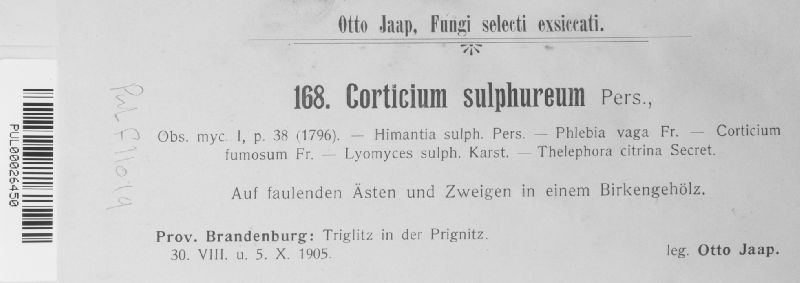 Otto Jaap, Fungi selecti exsiccati.
168. Corticium sulphureum Pers.,
Obs. myc. I, p. 38 (1796). — Himantia sulph. Pers. — Phlebia vaga Fr. — Corticium
fumosum Fr. — Lyomyces sulph. Karst. — Thelephora citrina Secret.
Auf faulenden Ästen und Zweigen in einem Birkengehölz.
Prov. Brandenburg: Triglitz in der Prignitz.
30. VIII. u. 5. X. 1905.
leg. Otto Jaap.
PUL00026450
PUL F11019